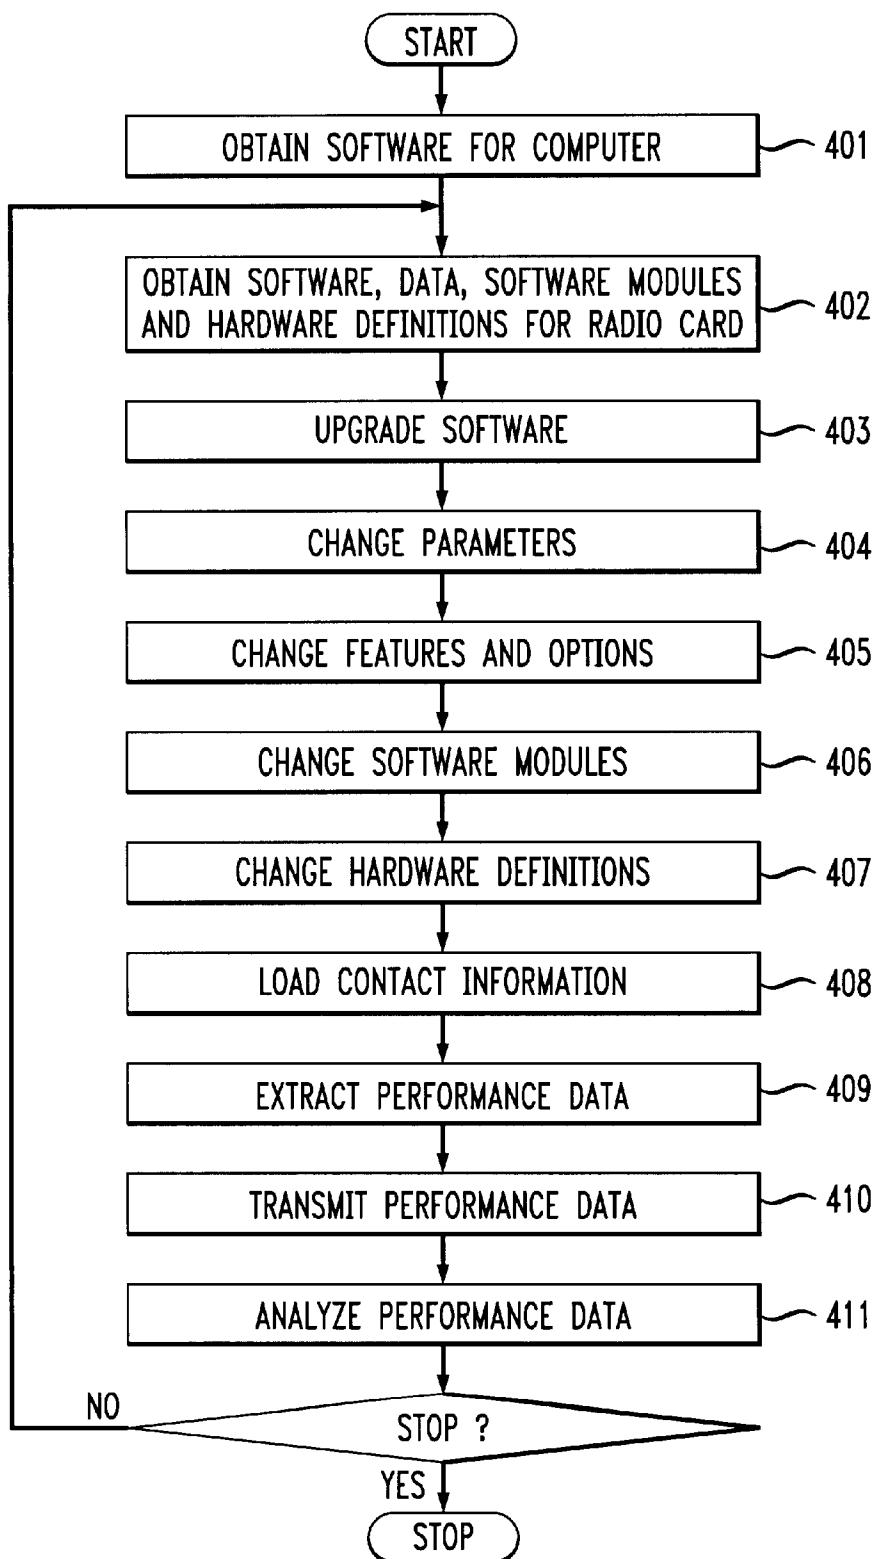 START
OBTAIN SOFTWARE FOR COMPUTER
401
OBTAIN SOFTWARE, DATA, SOFTWARE MODULES
AND HARDWARE DEFINITIONS FOR RADIO CARD
402
UPGRADE SOFTWARE
403
CHANGE PARAMETERS
404
CHANGE FEATURES AND OPTIONS
405
CHANGE SOFTWARE MODULES
406
CHANGE HARDWARE DEFINITIONS
407
LOAD CONTACT INFORMATION
408
EXTRACT PERFORMANCE DATA
409
TRANSMIT PERFORMANCE DATA
410
ANALYZE PERFORMANCE DATA
411
NO
STOP ?
YES
STOP